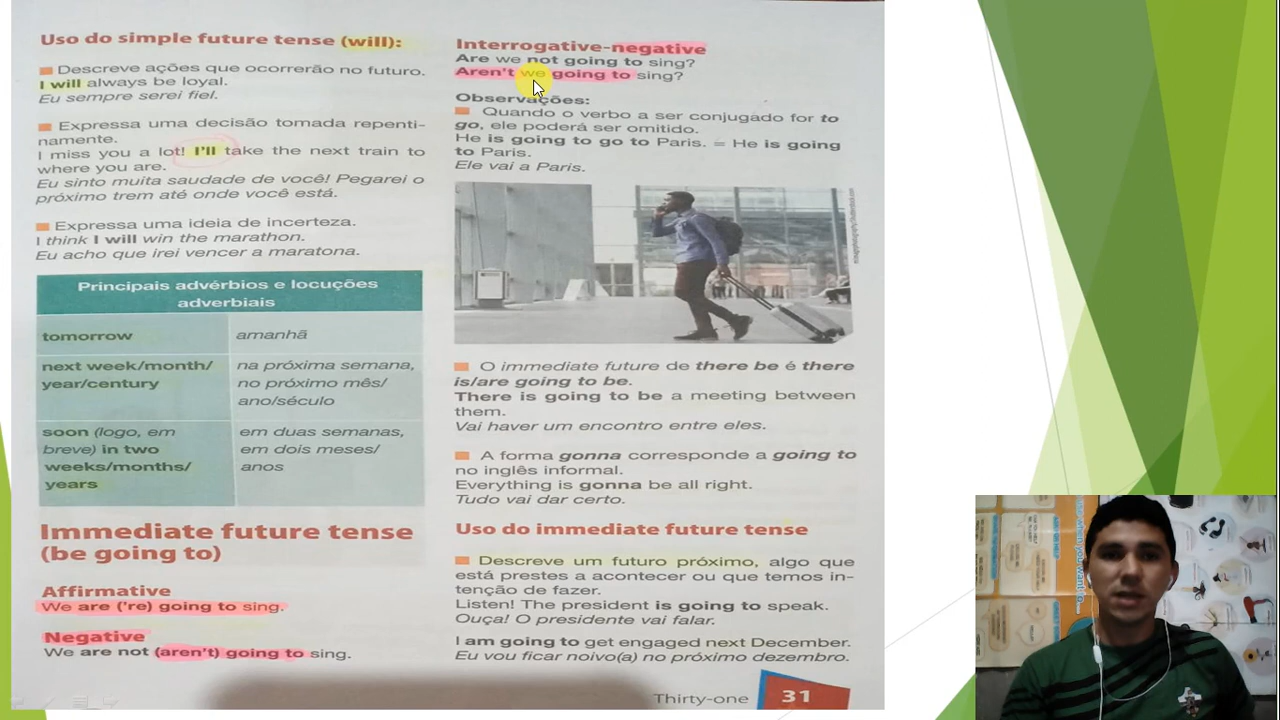 Uso do simple future tense (will):
Descreve ações que ocorrerão no futuro.
I will always be loyal.
Eu sempre serei fiel.
Expressa uma decisão tomada repenti-
namente.
I miss you a lot! I'll take the next train to
where you are.
Eu sinto muita saudade de você! Pegarei o
próximo trem até onde você está.
Expressa uma ideia de incerteza.
I think I will win the marathon.
Eu acho que irei vencer a maratona.
Principais advérbios e locuções
adverbiais
tomorrow
amanhã
next week/month/
year/century
na próxima semana,
no próximo mês/
ano/século
soon (logo, em
breve) in two
weeks/months/
years
em duas semanas,
em dois meses/
anos
Immediate future tense
(be going to)
Affirmative
We are ('re) going to sing.
Negative
We are not (aren't) going to sing.
Interrogative-negative
Are we not going to sing?
Aren't we going to sing?
Observações:
Quando o verbo a ser conjugado for to
go, ele poderá ser omitido.
He is going to go to Paris. = He is going
to Paris.
Ele vai a Paris.
O immediate future de there be é there
is/are going to be.
There is going to be a meeting between
them.
Vai haver um encontro entre eles.
A forma gonna corresponde a going to
no inglês informal.
Everything is gonna be all right.
Tudo vai dar certo.
Uso do immediate future tense
Descreve um futuro próximo, algo que
está prestes a acontecer ou que temos in-
tenção de fazer.
Listen! The president is going to speak.
Ouça! O presidente vai falar.
I am going to get engaged next December.
Eu vou ficar noivo(a) no próximo dezembro.
Thirty-one 31